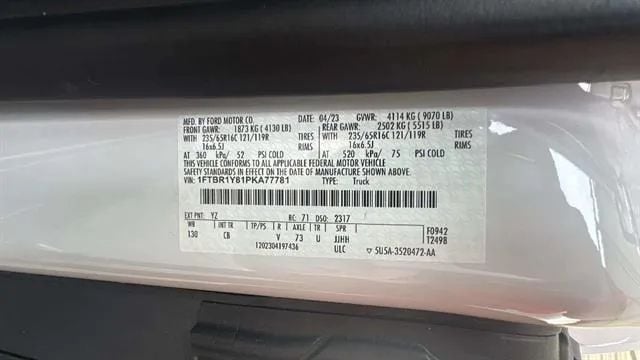 MFD. BY FORD MOTOR CO. 04/23 GVWR: 4114 KG ( 9070 LB)
FRONT GAWR: 1873 KG ( 4130 LB) REAR GAWR: 2502 KG ( 5515 LB)
WITH TIRES WITH TIRES
235/65R16C 121/119R 235/65R16C 121/119R
16x6.5J RIMS 16x6.5J RIMS
AT 360 kPa/ 52 PSI COLD AT 520 kPa/ 75 PSI COLD
THIS VEHICLE CONFORMS TO ALL APPLICABLE FEDERAL MOTOR VEHICLE
SAFETY STANDARDS IN EFFECT ON THE DATE OF MANUFACTURE SHOWN ABOVE.
VIN: 1FTBR1Y81PKA77781 TYPE: Truck
EXT PNT: YZ RC: 71 DSO: 2317
WB INT TR TP/PS R AXLE TR SPR F0942
130 CB Y 73 U JJHH T249B
1202304197436 ULC 5U5A-3520472-AA